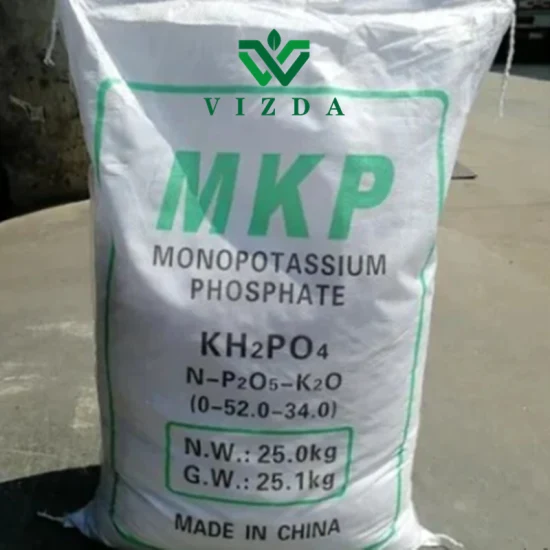 VIZDA
MKP
MONOPOTASSIUM
PHOSPHATE
KH₂PO₄
N-P₂O₅-K₂O
(0-52.0-34.0)
N.W.: 25.0kg
G.W.: 25.1kg
MADE IN CHINA